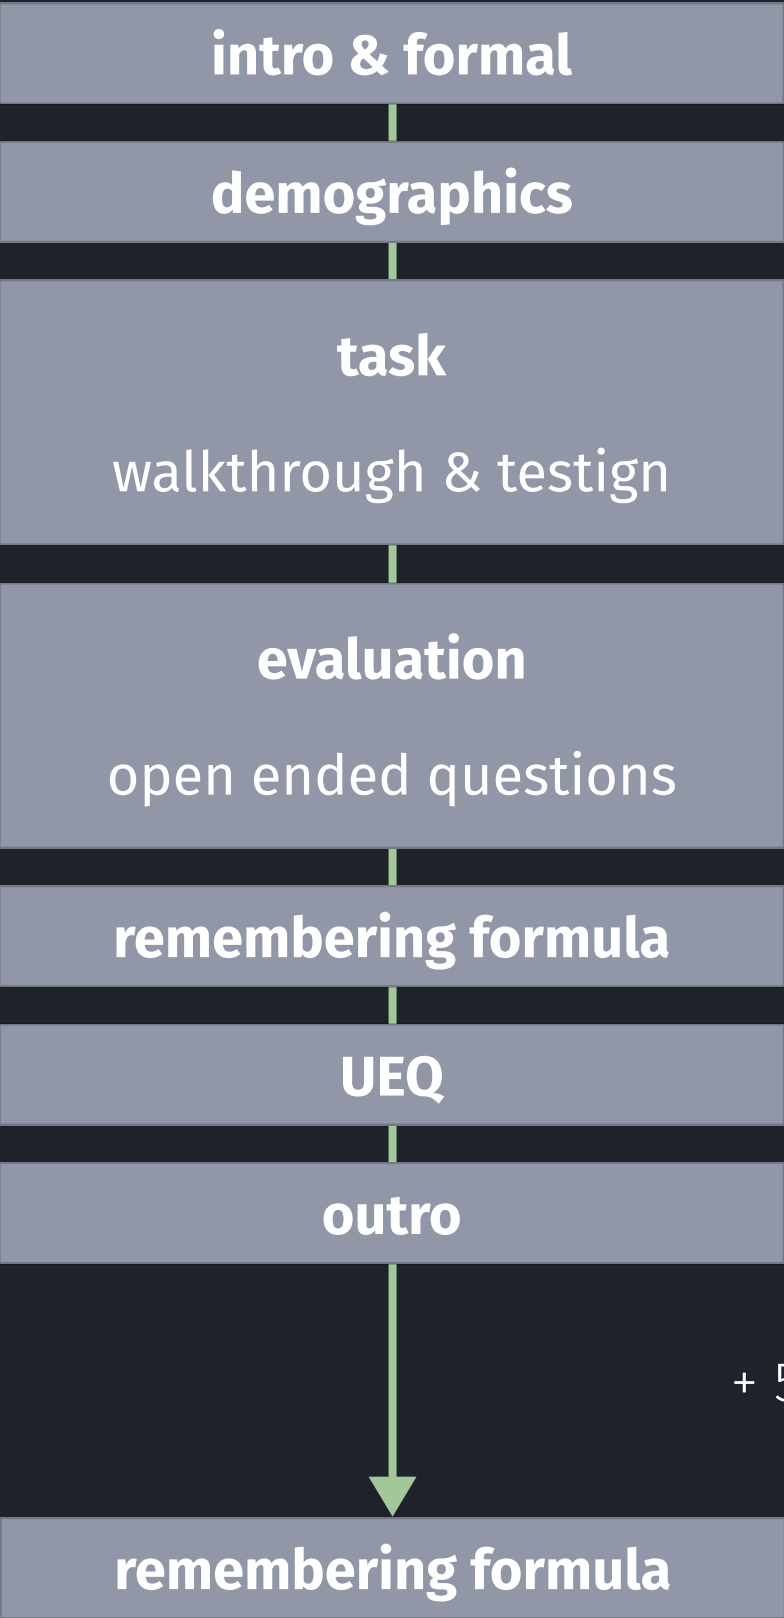 intro & formal
demographics
task
walkthrough & testign
evaluation
open ended questions
remembering formula
UEQ
outro
+
remembering formula